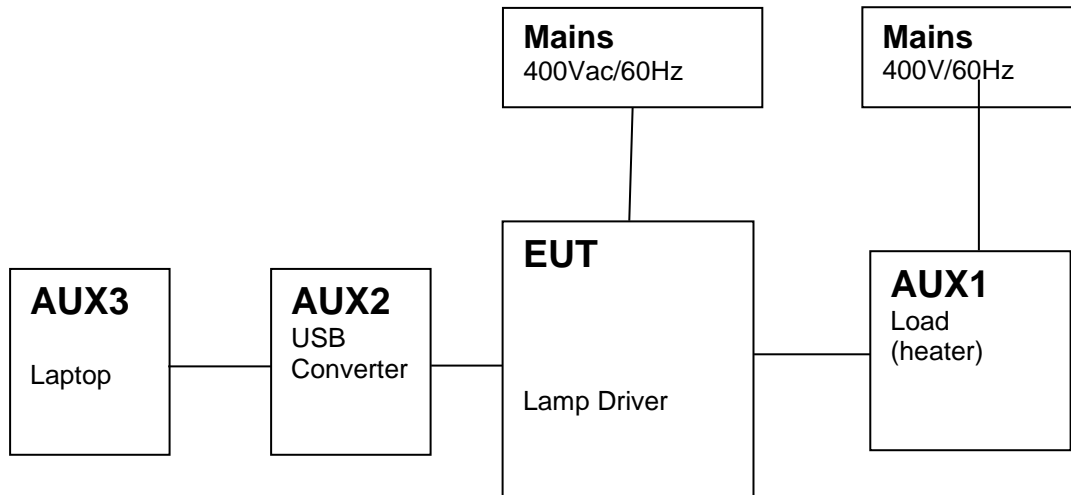 Mains
400Vac/60Hz
Mains
400V/60Hz
EUT
Lamp Driver
AUX3
Laptop
AUX2
USB
Converter
AUX1
Load
(heater)